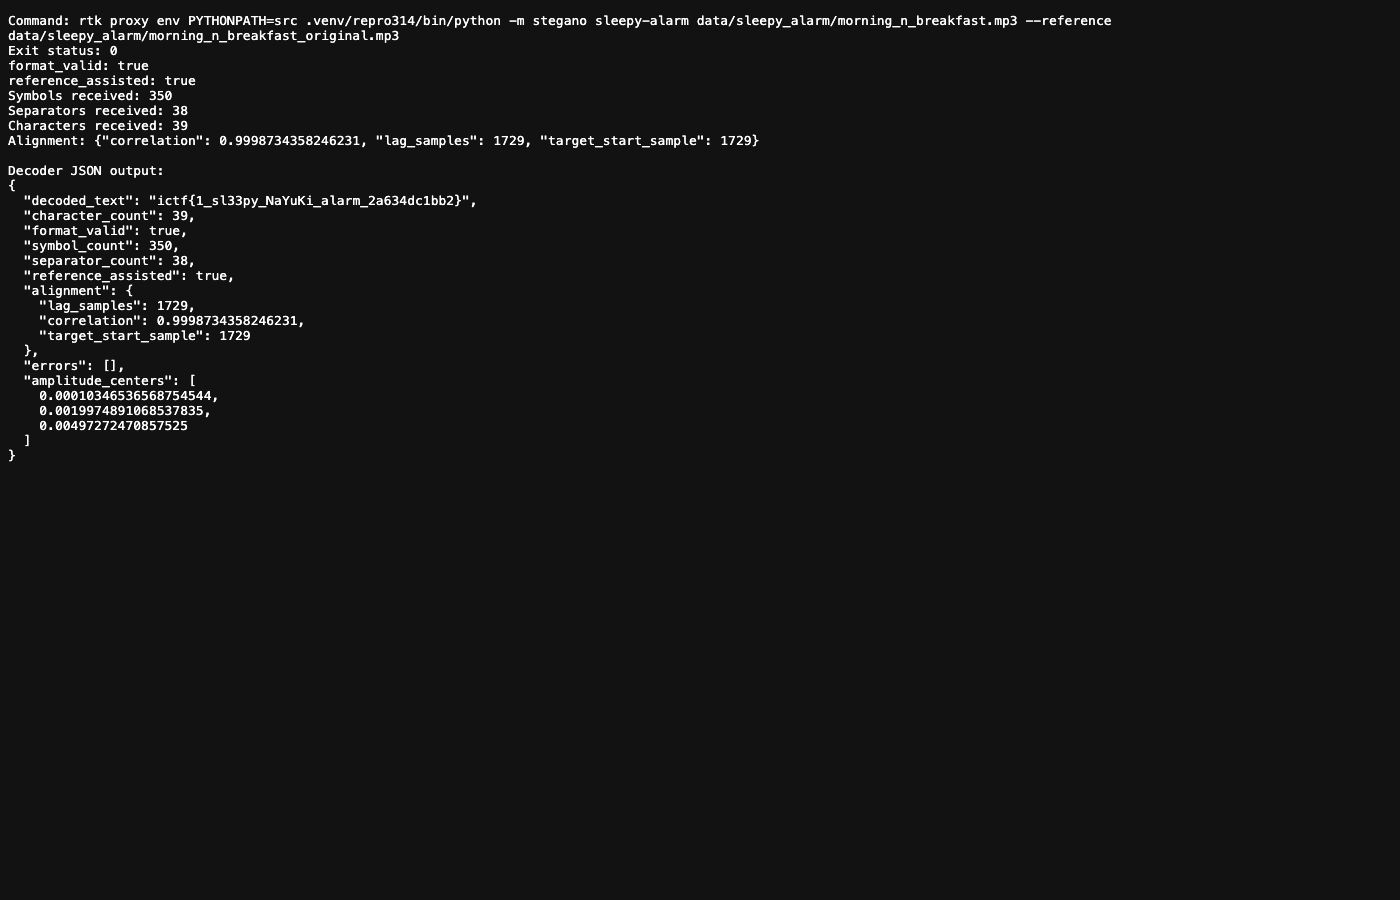 Command: rtk proxy env PYTHONPATH=src .venv/repro314/bin/python -m stegano sleepy-alarm data/sleepy_alarm/morning_n_breakfast.mp3 --reference
data/sleepy_alarm/morning_n_breakfast_original.mp3
Exit status: 0
format_valid: true
reference_assisted: true
Symbols received: 350
Separators received: 38
Characters received: 39
Alignment: {"correlation": 0.9998734358246231, "lag_samples": 1729, "target_start_sample": 1729}

Decoder JSON output:
{
  "decoded_text": "ictf{1_sl33py_NaYuKi_alarm_2a634dc1bb2}",
  "character_count": 39,
  "format_valid": true,
  "symbol_count": 350,
  "separator_count": 38,
  "reference_assisted": true,
  "alignment": {
    "lag_samples": 1729,
    "correlation": 0.9998734358246231,
    "target_start_sample": 1729
  },
  "errors": [],
  "amplitude_centers": [
    0.00010346536568754544,
    0.0019974891068537835,
    0.00497272470857525
  ]
}